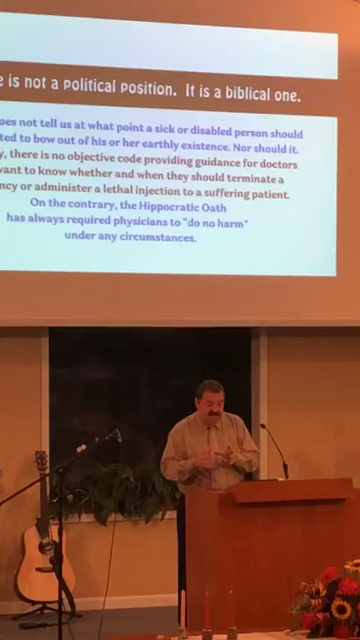 e is not a political position. It is a biblical one.
oes not tell us at what point a sick or disabled person should
ted to bow out of his or her earthly existence. Nor should it.
y, there is no objective code providing guidance for doctors
want to know whether and when they should terminate a
ncy or administer a lethal injection to a suffering patient.
On the contrary, the Hippocratic Oath
has always required physicians to "do no harm"
under any circumstances.